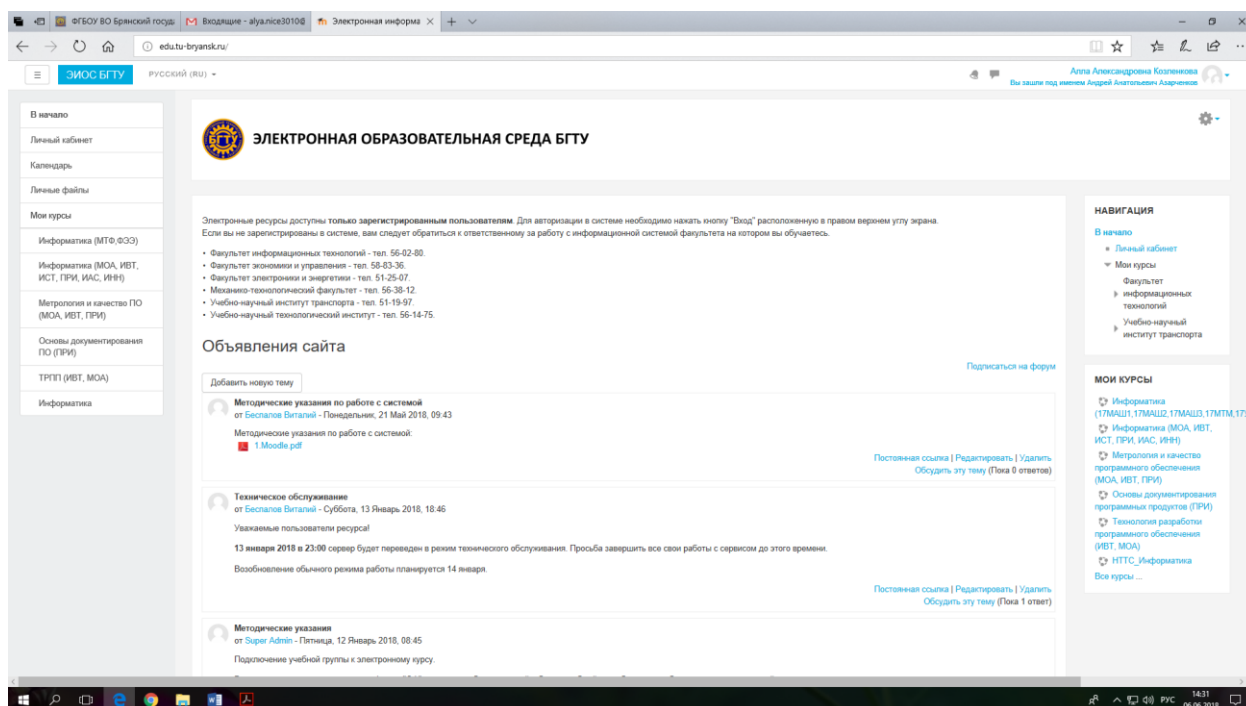 ФГБОУ ВО Брянский госуд
Входящие - alya.nice3010@
Электронная информа
edu.tu-bryansk.ru/
ЭИОС БГТУ
РУССКИЙ (RU)
Алла Александровна Козленкова
Вы зашли под именем Андрей Анатольевич Азарченков
В начало
Личный кабинет
Календарь
Личные файлы
Мои курсы
Информатика (МТФ,ФЭЭ)
Информатика (МОА, ИВТ,
ИСТ, ПРИ, ИАС, ИНН)
Метрология и качество ПО
(МОА, ИВТ, ПРИ)
Основы документирования
ПО (ПРИ)
ТРПП (ИВТ, МОА)
Информатика
БГТУ
ЭЛЕКТРОННАЯ ОБРАЗОВАТЕЛЬНАЯ СРЕДА БГТУ
Электронные ресурсы доступны только зарегистрированным пользователям. Для авторизации в системе необходимо нажать кнопку "Вход" расположенную в правом верхнем углу экрана.
Если вы не зарегистрированы в системе, вам следует обратиться к ответственному за работу с информационной системой факультета на котором вы обучаетесь.
• Факультет информационных технологий - тел. 56-02-80.
• Факультет экономики и управления - тел. 58-83-36.
• Факультет электроники и энергетики - тел. 51-25-07.
• Механико-технологический факультет - тел. 56-38-12.
• Учебно-научный институт транспорта - тел. 51-19-97.
• Учебно-научный технологический институт - тел. 56-14-75.
Объявления сайта
Подписаться на форум
Добавить новую тему
Методические указания по работе с системой
от Беспалов Виталий - Понедельник, 21 Май 2018, 09:43
Методические указания по работе с системой:
1.Moodle.pdf
Постоянная ссылка | Редактировать | Удалить
Обсудить эту тему (Пока 0 ответов)
Техническое обслуживание
от Беспалов Виталий - Суббота, 13 Январь 2018, 18:46
Уважаемые пользователи ресурса!
13 января 2018 в 23:00 сервер будет переведен в режим технического обслуживания. Просьба завершить все свои работы с сервисом до этого времени.
Возобновление обычного режима работы планируется 14 января.
Постоянная ссылка | Редактировать | Удалить
Обсудить эту тему (Пока 1 ответ)
Методические указания
от Super Admin - Пятница, 12 Январь 2018, 08:45
Подключение учебной группы к электронному курсу.
НАВИГАЦИЯ
В начало
Личный кабинет
Мои курсы
Факультет
информационных
технологий
Учебно-научный
институт транспорта
МОИ КУРСЫ
Информатика
(17МАШ1,17МАШ2,17МАШ3,17МТМ,17
Информатика (МОА, ИВТ,
ИСТ, ПРИ, ИАС, ИНН)
Метрология и качество
программного обеспечения
(МОА, ИВТ, ПРИ)
Основы документирования
программных продуктов (ПРИ)
Технология разработки
программного обеспечения
(ИВТ, МОА)
НТТС_Информатика
Все курсы ...
РУС
14:31
06.06.2018